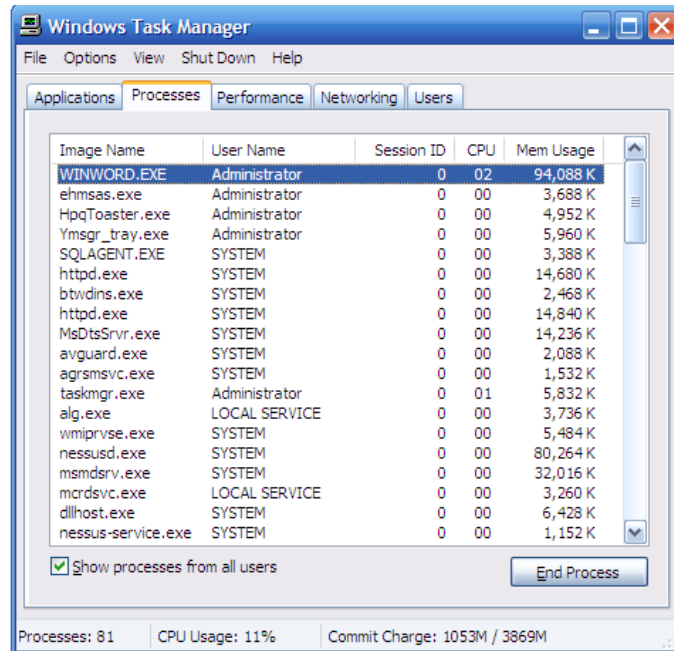 Windows Task Manager
File Options View Shut Down Help
Applications Processes Performance Networking Users
Image Name User Name Session ID CPU Mem Usage
WINWORD.EXE Administrator 0 02 94,088 K
ehmsas.exe Administrator 0 00 3,688 K
HpqToaster.exe Administrator 0 00 4,952 K
Ymsgr_tray.exe Administrator 0 00 5,960 K
SQLAGENT.EXE SYSTEM 0 00 3,388 K
httpd.exe SYSTEM 0 00 14,680 K
btwdins.exe SYSTEM 0 00 2,468 K
httpd.exe SYSTEM 0 00 14,840 K
MsDtsSrvr.exe SYSTEM 0 00 14,236 K
avguard.exe SYSTEM 0 00 2,088 K
agrsmsvc.exe SYSTEM 0 00 1,532 K
taskmgr.exe Administrator 0 01 5,832 K
alg.exe LOCAL SERVICE 0 00 3,736 K
wmiprvse.exe SYSTEM 0 00 5,484 K
nessusd.exe SYSTEM 0 00 80,264 K
msmdsrv.exe SYSTEM 0 00 32,016 K
mcrdsvc.exe LOCAL SERVICE 0 00 3,260 K
dllhost.exe SYSTEM 0 00 6,428 K
nessus-service.exe SYSTEM 0 00 1,152 K
Show processes from all users End Process
Processes: 81 CPU Usage: 11% Commit Charge: 1053M / 3869M